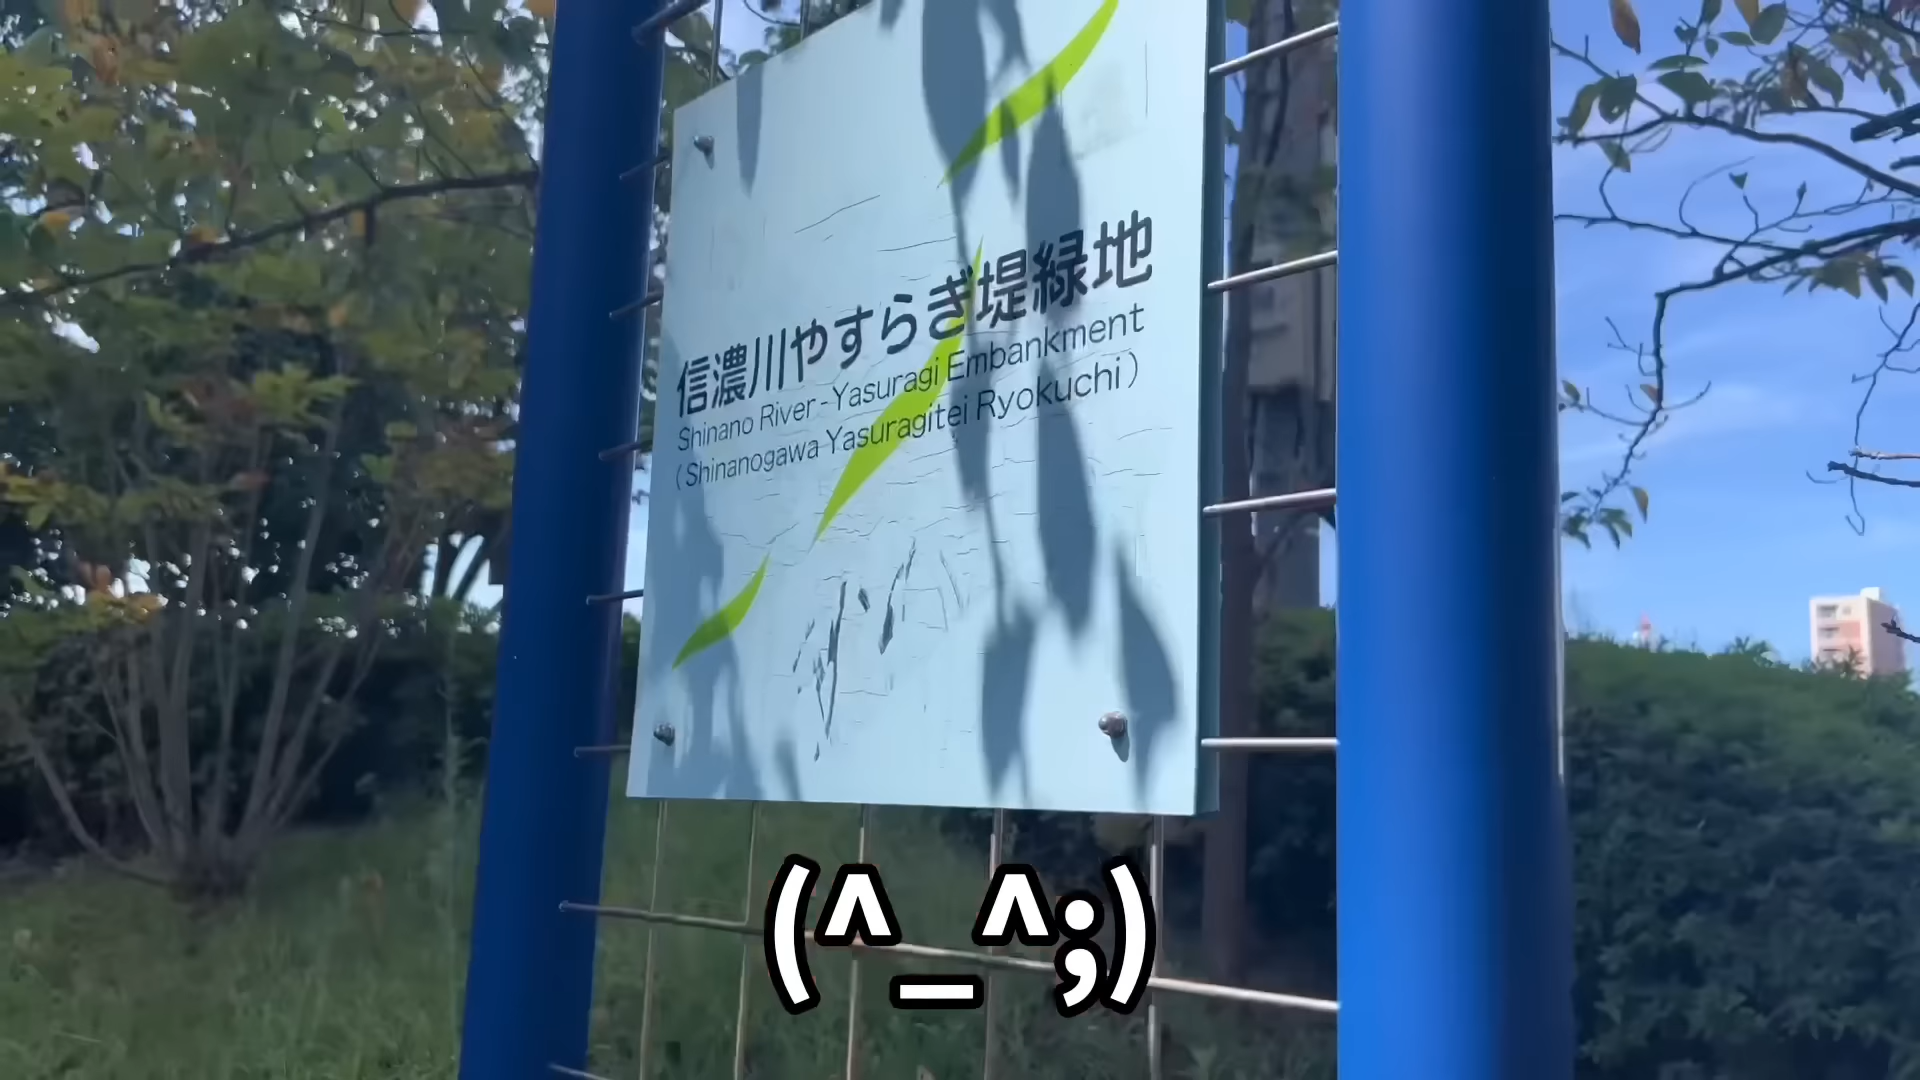 信濃川やすらぎ堤緑地
Shinano River-Yasuragi Embankment
(Shinanogawa Yasuragitei Ryokuchi)
(^_^;)